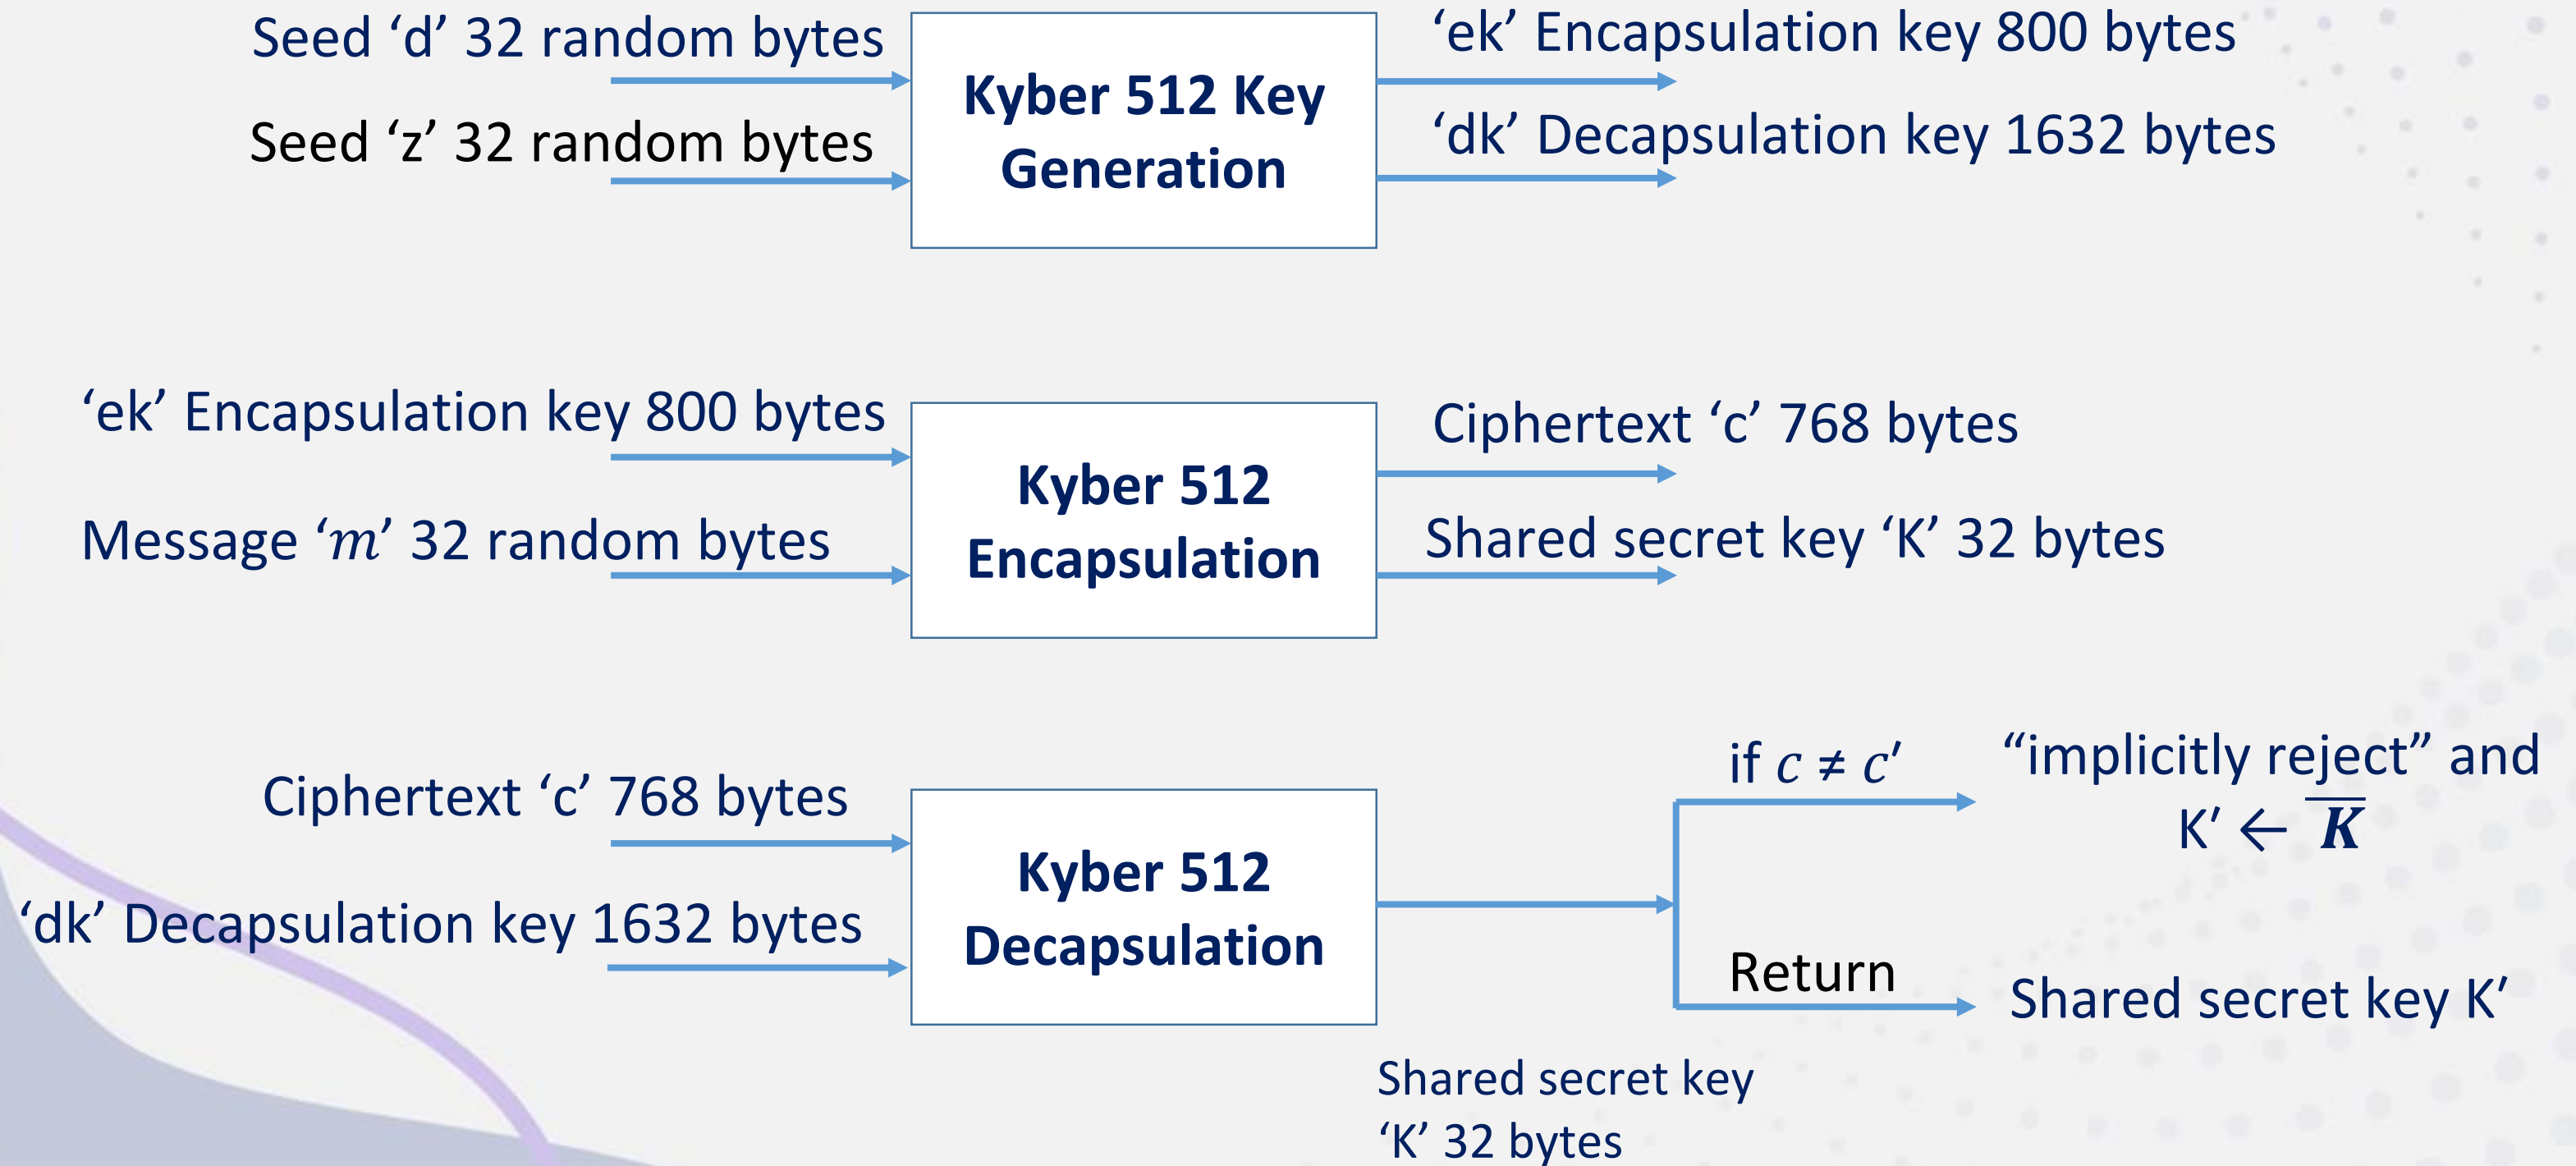 Seed ‘d’ 32 random bytes
Seed ‘z’ 32 random bytes
Kyber 512 Key
Generation
‘ek’ Encapsulation key 800 bytes
‘dk’ Decapsulation key 1632 bytes
‘ek’ Encapsulation key 800 bytes
Message ‘𝑚’ 32 random bytes
Kyber 512
Encapsulation
Ciphertext ‘c’ 768 bytes
Shared secret key ‘K’ 32 bytes
Ciphertext ‘c’ 768 bytes
‘dk’ Decapsulation key 1632 bytes
Kyber 512
Decapsulation
if 𝑐 ≠ 𝑐′
“implicitly reject” and
K′ ← K̅
Return
Shared secret key K′
Shared secret key
‘K’ 32 bytes